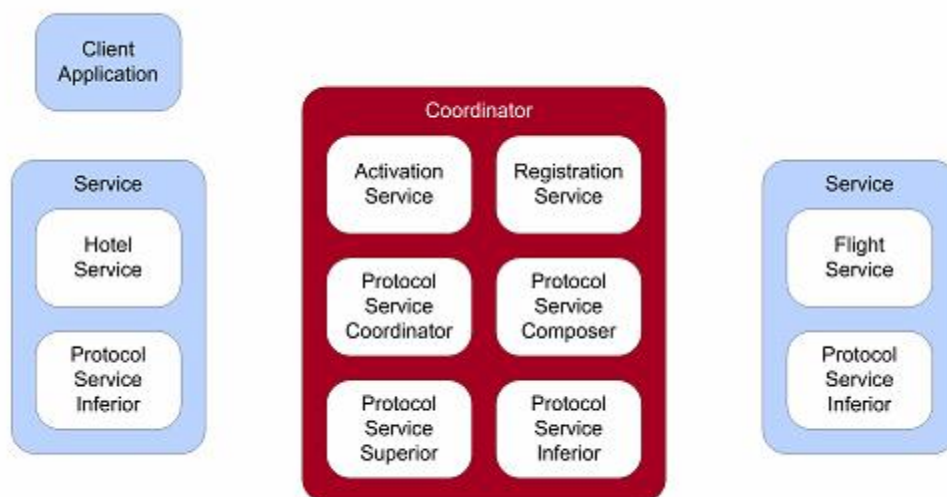 Client
Application
Coordinator
Activation
Service
Registration
Service
Protocol
Service
Coordinator
Protocol
Service
Composer
Protocol
Service
Superior
Protocol
Service
Inferior
Service
Hotel
Service
Protocol
Service
Inferior
Service
Flight
Service
Protocol
Service
Inferior